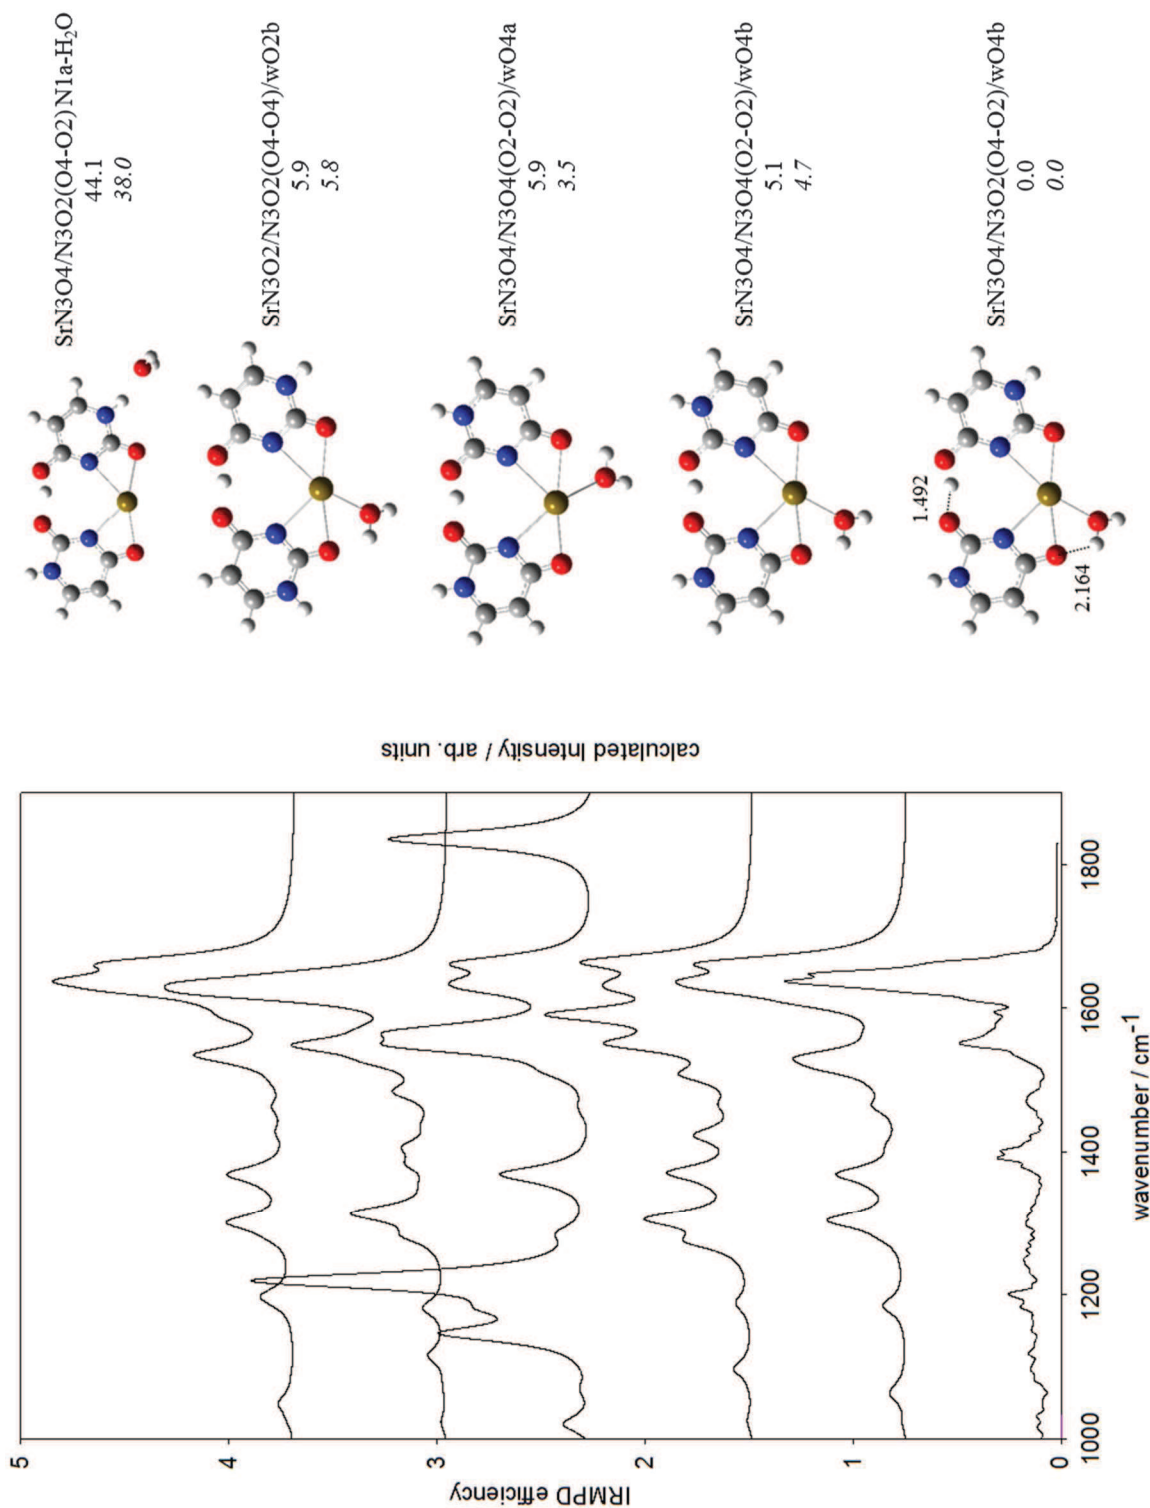 SrN3O4/N3O2(O4-O2) N1a-H2O
44.1
38.0
SrN3O2/N3O2(O4-O4)/wO2b
5.9
5.8
SrN3O4/N3O4(O2-O2)/wO4a
5.9
3.5
SrN3O4/N3O4(O2-O2)/wO4b
5.1
4.7
SrN3O4/N3O2(O4-O2)/wO4b
0.0
0.0
1.492
2.164
calculated Intensity / arb. units
IRMPD efficiency
5
4
3
2
1
0
1000
1200
1400
1600
1800
wavenumber / cm-1